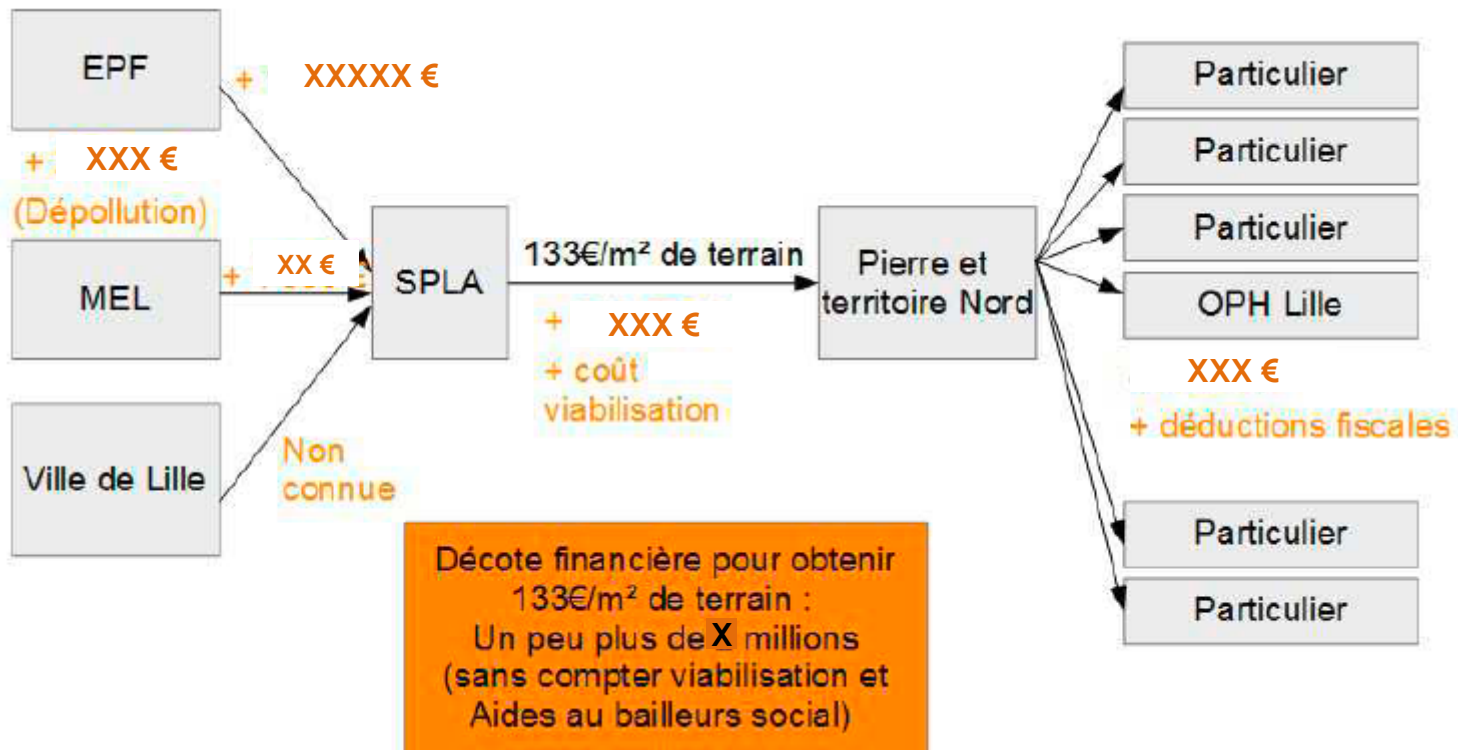 EPF
+ XXXXX €
+ XXX €
(Dépollution)
MEL
+ XX €
Ville de Lille
Non
connue
SPLA
133€/m² de terrain
+ XXX €
+ coût
viabilisation
Pierre et
territoire Nord
Particulier
Particulier
Particulier
OPH Lille
XXX €
+ déductions fiscales
Particulier
Particulier
Décote financière pour obtenir
133€/m² de terrain :
Un peu plus de X millions
(sans compter viabilisation et
Aides au bailleurs social)